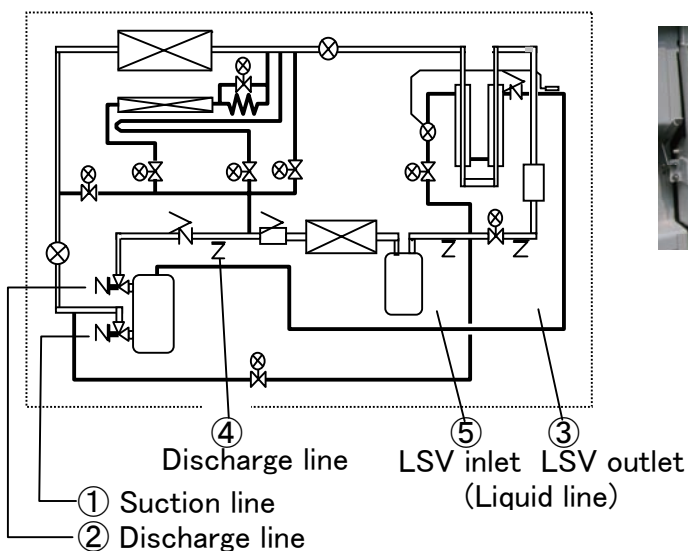 ④
Discharge line
⑤ ③
LSV inlet LSV outlet
(Liquid line)
① Suction line
② Discharge line